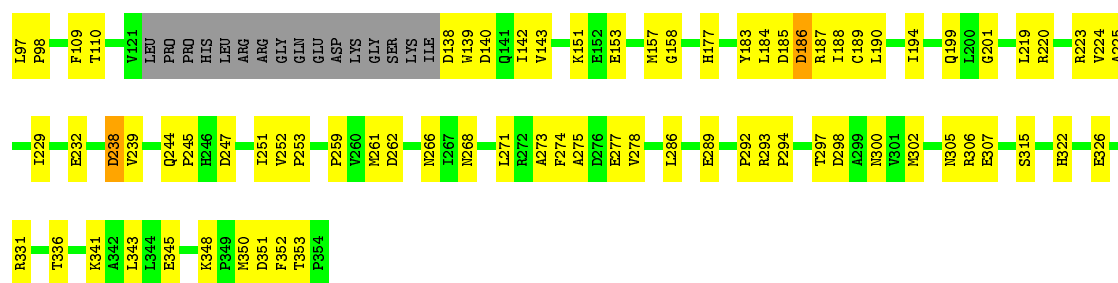 L97 P98 F109 T110 V121 LEU PRO PRO HIS LEU ARG ARG GLY GLN GLU ASP LYS GLY SER LYS ILE D138 W139 D140 Q141 I142 V143 K151 E152 E153 M157 G158 H177 Y183 L184 D185 D186 R187 I188 C189 L190 I194 Q199 L200 G201 L219 R220 R223 V224 A225
I229 E232 D238 V239 Q244 P245 H246 D247 I251 V252 P253 P259 V260 M261 D262 N266 I267 N268 L271 R272 A273 F274 A275 D276 E277 V278 L286 E289 P292 R293 P294 T297 D298 A299 N300 V301 M302 N305 R306 E307 S315 H322 E326
R331 T336 K341 A342 L343 L344 E345 K348 P349 M350 D351 F352 T353 P354